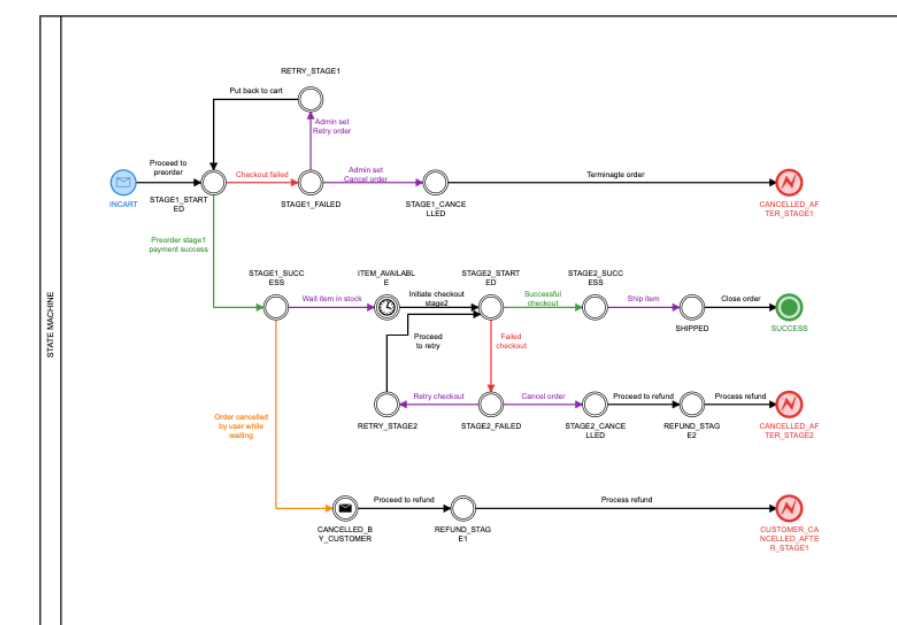 RETRY_STAGE1
Put back to cart
Admin set
Retry order
Proceed to
preorder
Checkout failed
Admin set
Cancel order
Terminagte order
INCART
STAGE1_START
ED
STAGE1_FAILED
STAGE1_CANCE
LLED
CANCELLED_AF
TER_STAGE1
Preorder stage1
payment success
STAGE1_SUCC
ESS
ITEM_AVAILABL
E
STAGE2_START
ED
STAGE2_SUCC
ESS
Wait item in stock
Initiate checkout
stage2
Successful
checkout
Ship item
Close order
SHIPPED
SUCCESS
Proceed
to retry
Failed
checkout
STATE MACHINE
Order cancelled
by user while
waiting
Retry checkout
Cancel order
Proceed to refund
Process refund
RETRY_STAGE2
STAGE2_FAILED
STAGE2_CANCE
LLED
REFUND_STAG
E2
CANCELLED_AF
TER_STAGE2
Proceed to refund
Process refund
CANCELLED_B
Y_CUSTOMER
REFUND_STAG
E1
CUSTOMER_CA
NCELLED_AFTE
R_STAGE1